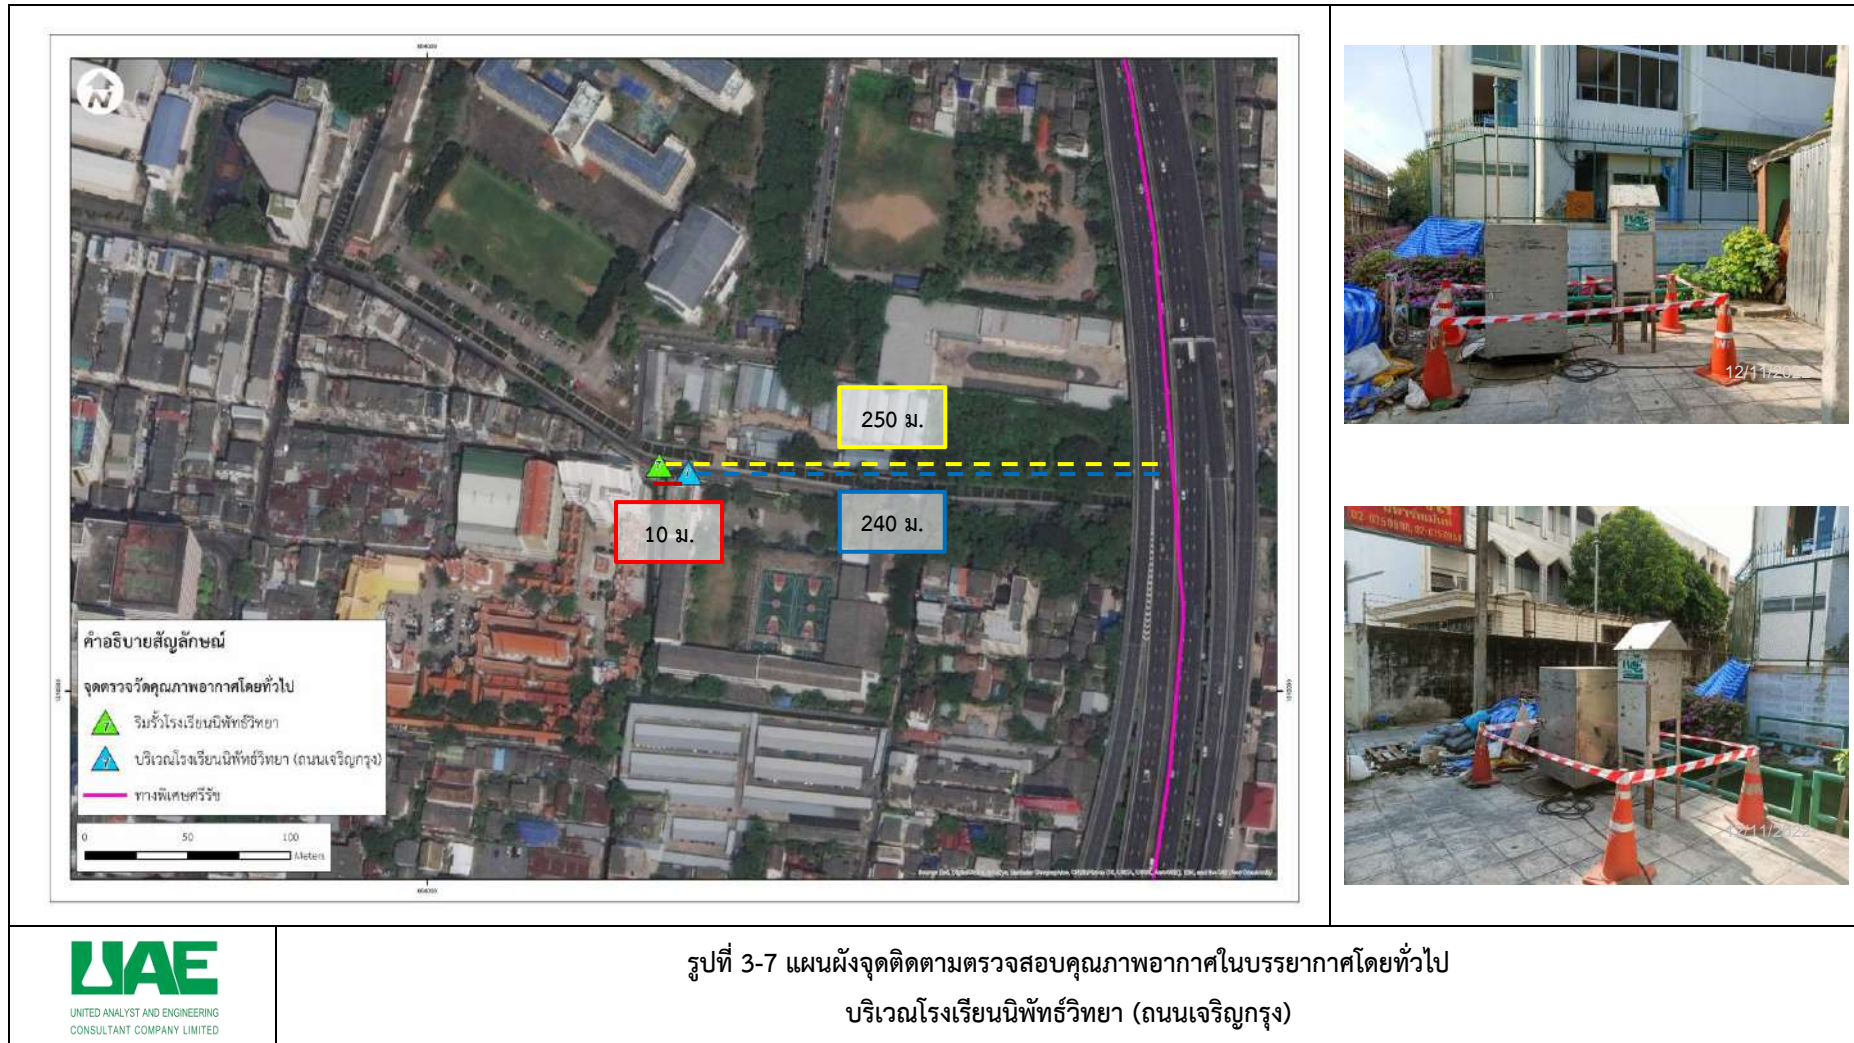 N
250 ม.
240 ม.
10 ม.
คำอธิบายสัญลักษณ์
จุดตรวจวัดคุณภาพอากาศโดยทั่วไป
7 ริมรั้วโรงเรียนนิพัทธ์วิทยา
7 บริเวณโรงเรียนนิพัทธ์วิทยา (ถนนเจริญกรุง)
ทางพิเศษศรีรัช
0 50 100
Meters
UAE
12/11/2022
UAE
12/11/2022
UAE
UNITED ANALYST AND ENGINEERING
CONSULTANT COMPANY LIMITED
รูปที่ 3-7 แผนผังจุดติดตามตรวจสอบคุณภาพอากาศในบรรยากาศโดยทั่วไป
บริเวณโรงเรียนนิพัทธ์วิทยา (ถนนเจริญกรุง)